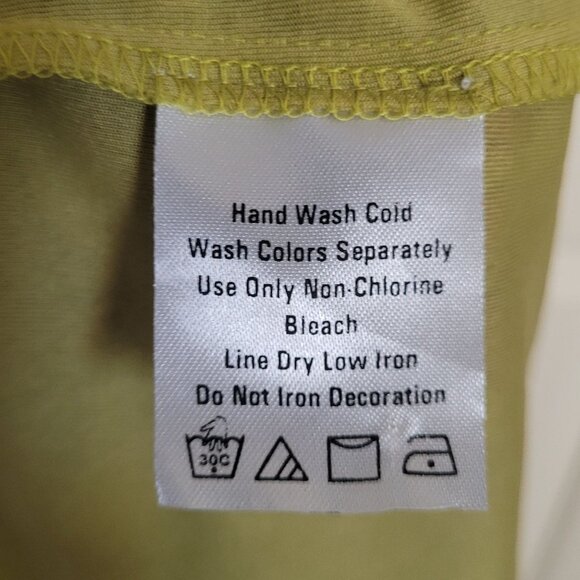 Hand Wash Cold
Wash Colors Separately
Use Only Non-Chlorine
Bleach
Line Dry Low Iron
Do Not Iron Decoration
30C